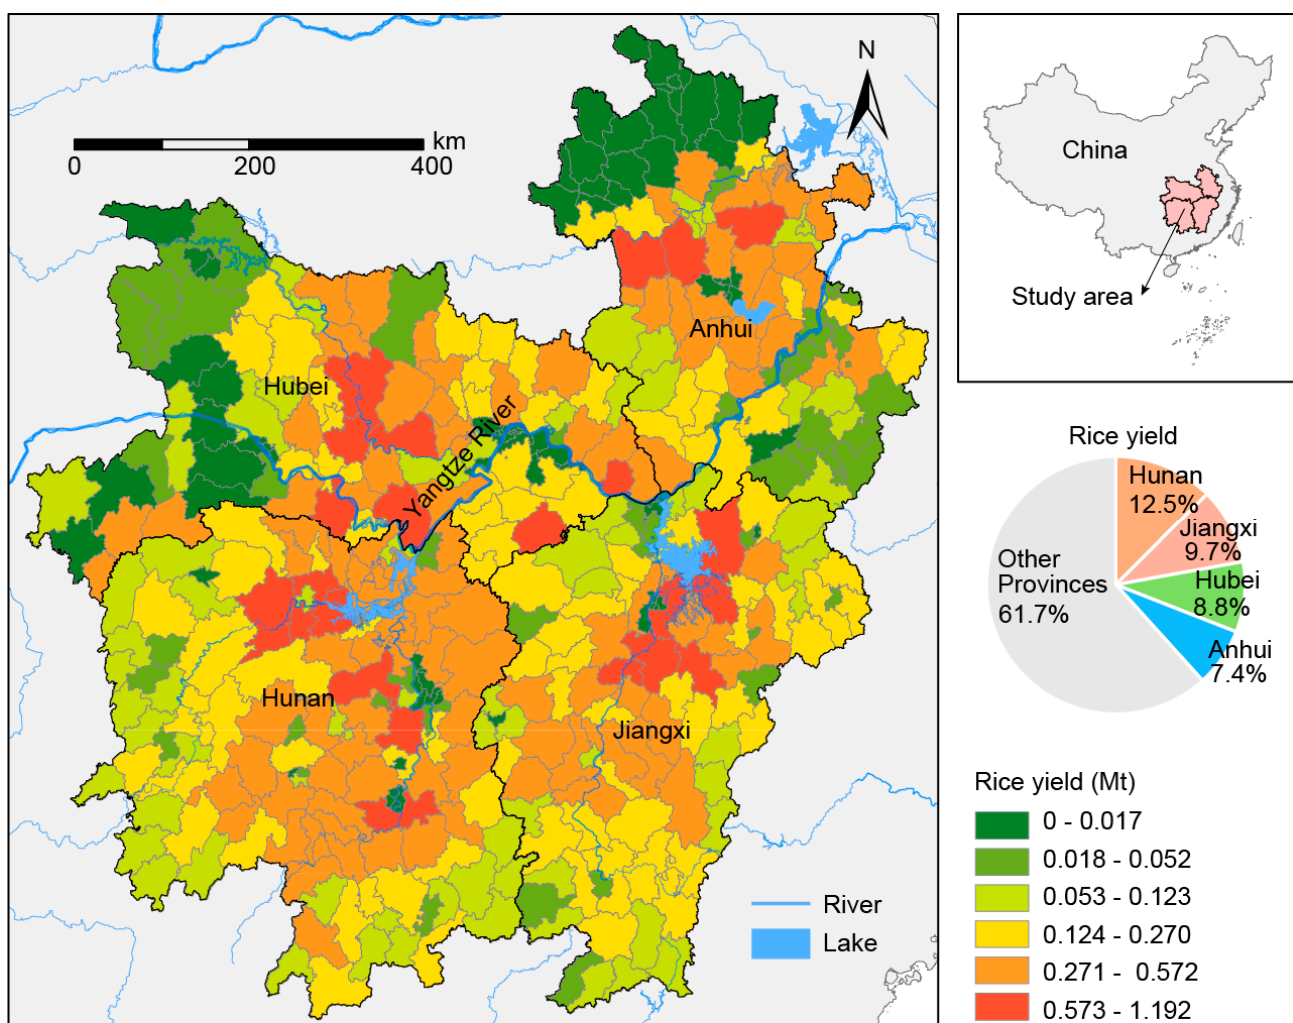 N
km
0
200
400
Hubei
Anhui
Yangtze River
Hunan
Jiangxi
River
Lake
China
Study area
Rice yield
Hunan
12.5%
Jiangxi
9.7%
Hubei
8.8%
Anhui
7.4%
Other
Provinces
61.7%
Rice yield (Mt)
0 - 0.017
0.018 - 0.052
0.053 - 0.123
0.124 - 0.270
0.271 - 0.572
0.573 - 1.192